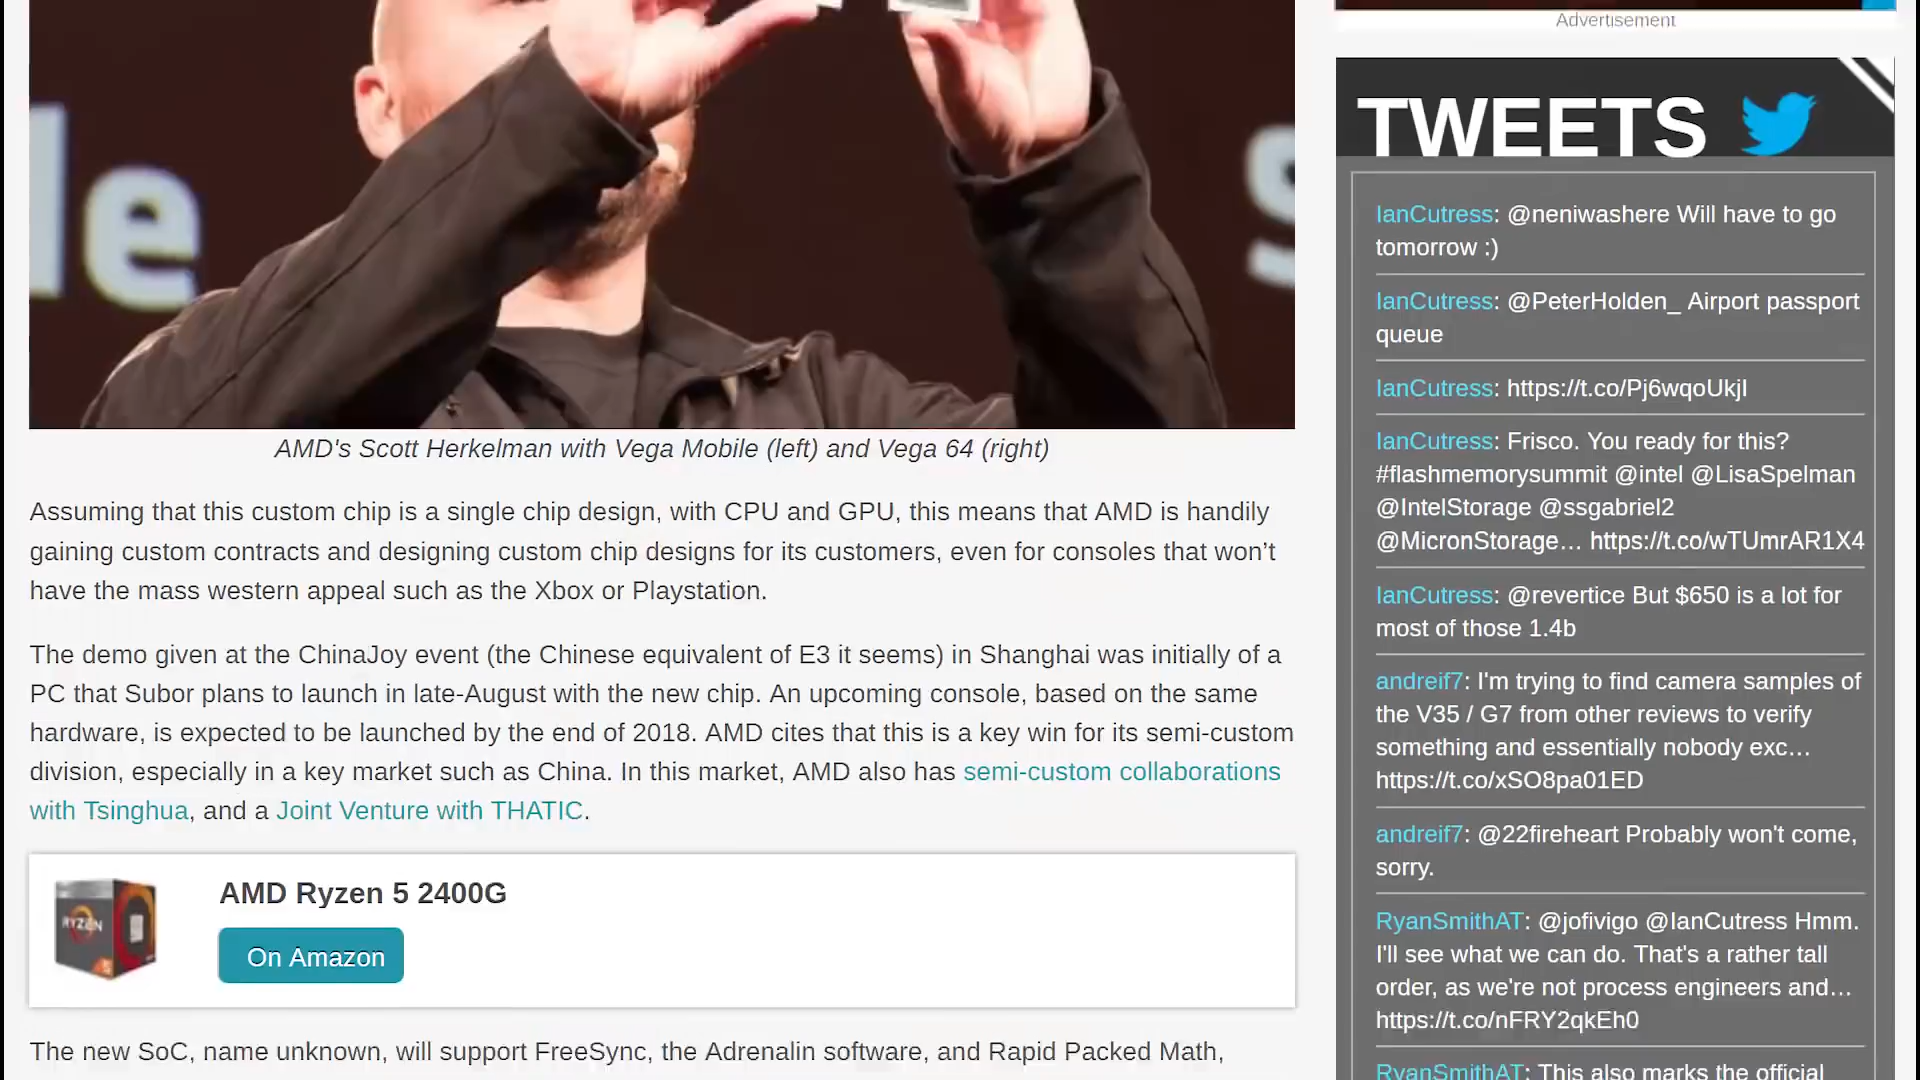 le
Advertisement
TWEETS
IanCutress: @neniwashere Will have to go
tomorrow :)
IanCutress: @PeterHolden_ Airport passport
queue
IanCutress: https://t.co/Pj6wqoUkjI
IanCutress: Frisco. You ready for this?
#flashmemorysummit @intel @LisaSpelman
@IntelStorage @ssgabriel2
@MicronStorage… https://t.co/wTUmrAR1X4
IanCutress: @revertice But $650 is a lot for
most of those 1.4b
andreif7: I'm trying to find camera samples of
the V35 / G7 from other reviews to verify
something and essentially nobody exc…
https://t.co/xSO8pa01ED
andreif7: @22fireheart Probably won't come,
sorry.
RyanSmithAT: @jofivigo @IanCutress Hmm.
I'll see what we can do. That's a rather tall
order, as we're not process engineers and…
https://t.co/nFRY2qkEh0
RyanSmithAT: This also marks the official
AMD's Scott Herkelman with Vega Mobile (left) and Vega 64 (right)
Assuming that this custom chip is a single chip design, with CPU and GPU, this means that AMD is handily
gaining custom contracts and designing custom chip designs for its customers, even for consoles that won’t
have the mass western appeal such as the Xbox or Playstation.
The demo given at the ChinaJoy event (the Chinese equivalent of E3 it seems) in Shanghai was initially of a
PC that Subor plans to launch in late-August with the new chip. An upcoming console, based on the same
hardware, is expected to be launched by the end of 2018. AMD cites that this is a key win for its semi-custom
division, especially in a key market such as China. In this market, AMD also has semi-custom collaborations
with Tsinghua, and a Joint Venture with THATIC.
RYZEN
AMD Ryzen 5 2400G
On Amazon
The new SoC, name unknown, will support FreeSync, the Adrenalin software, and Rapid Packed Math,